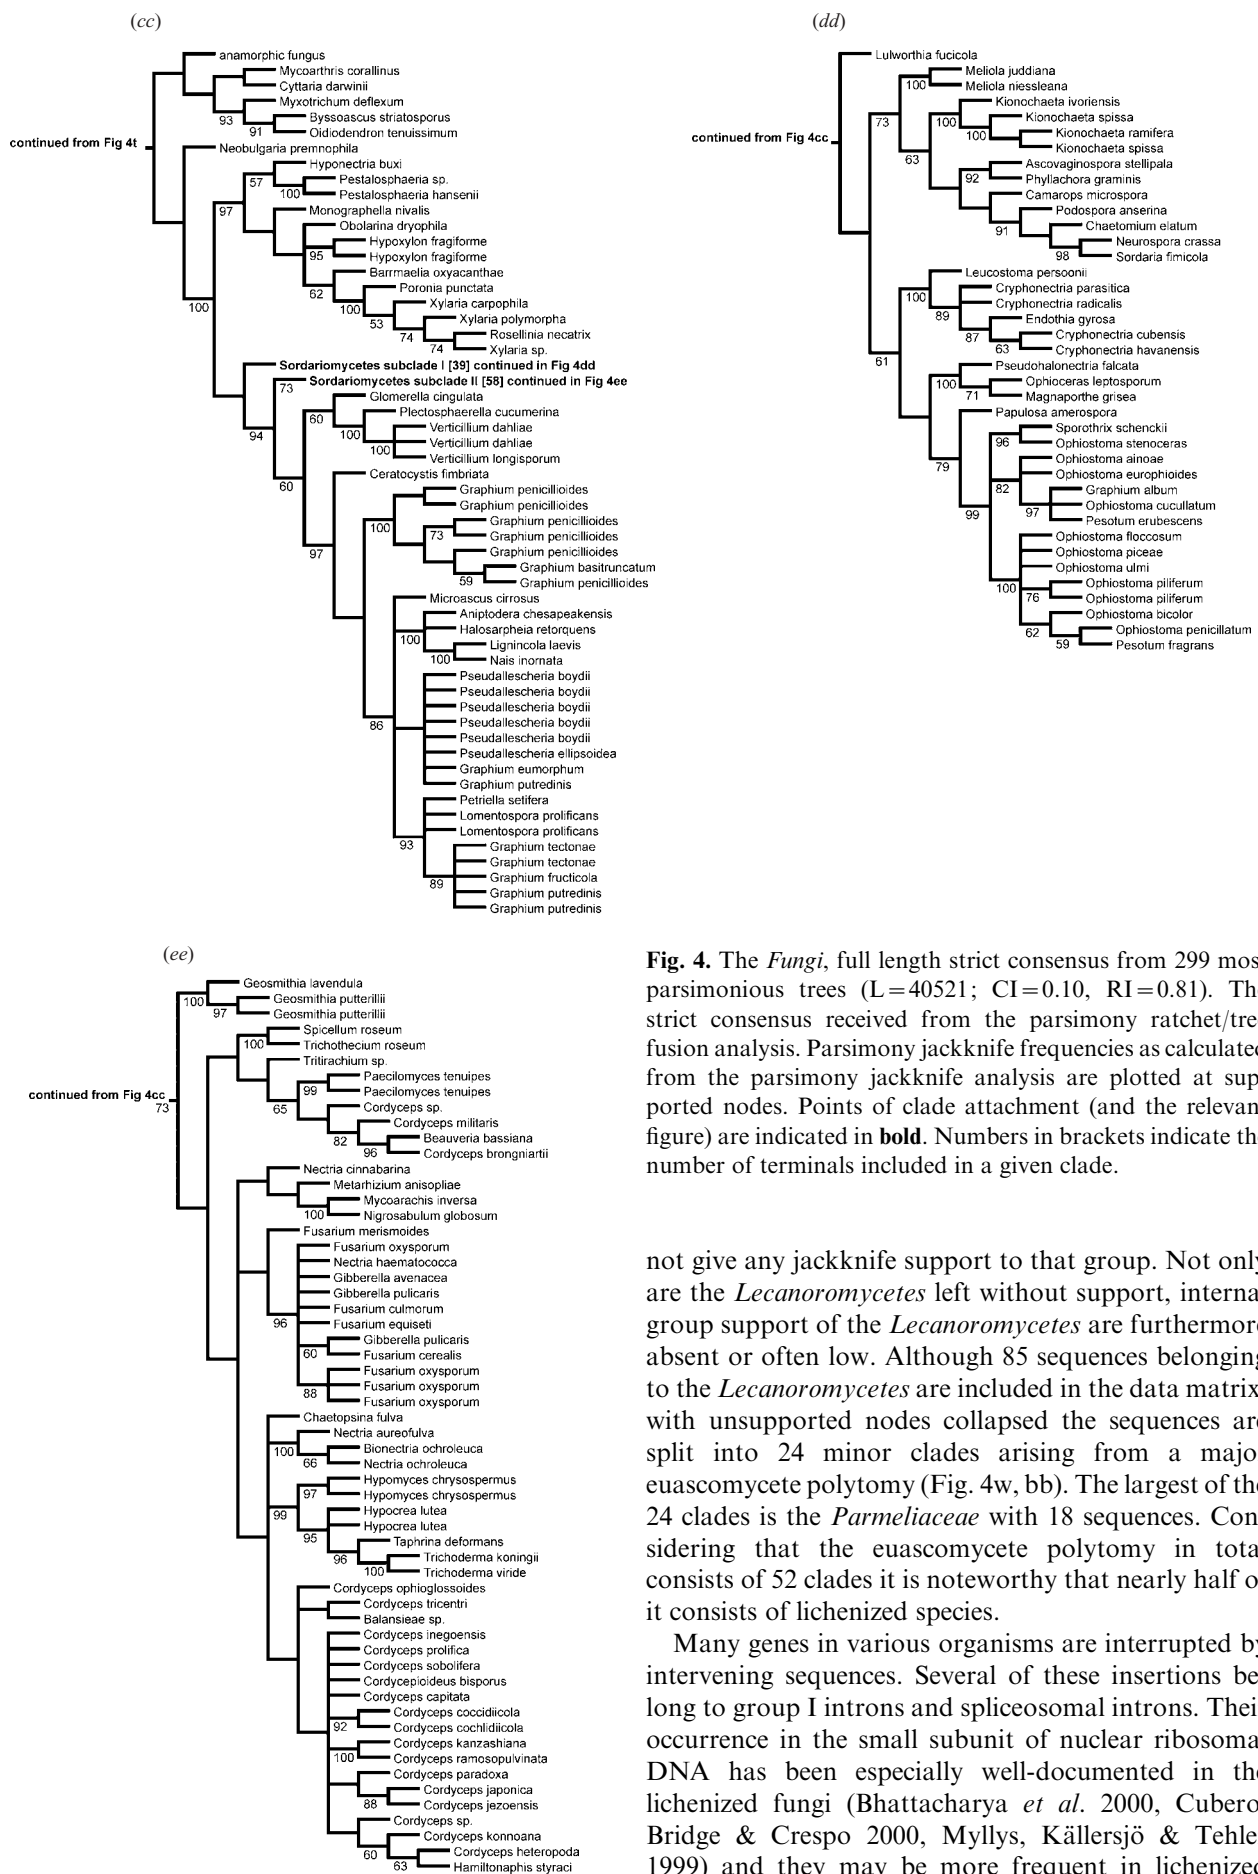 (cc)
anamorphic fungus
Mycoarthris corallinus
Cyttaria darwinii
Myxotrichum deflexum
93
Byssoascus striatosporus
91
Oidiodendron tenuissimum
continued from Fig 4t
Neobulgaria premnophila
Hyponectria buxi
57
Pestalosphaeria sp.
100
Pestalosphaeria hansenii
97
Monographella nivalis
Obolarina dryophila
Hypoxylon fragiforme
95
Hypoxylon fragiforme
Barrmaelia oxyacanthae
62
Poronia punctata
100
Xylaria carpophila
53
Xylaria polymorpha
74
Rosellinia necatrix
74
Xylaria sp.
100
Sordariomycetes subclade I [39] continued in Fig 4dd
73
Sordariomycetes subclade II [58] continued in Fig 4ee
Glomerella cingulata
60
Plectosphaerella cucumerina
94
100
Verticillium dahliae
Verticillium dahliae
100
Verticillium longisporum
60
Ceratocystis fimbriata
Graphium penicillioides
Graphium penicillioides
100
Graphium penicillioides
73
Graphium penicillioides
97
Graphium penicillioides
Graphium basitruncatum
59
Graphium penicillioides
Microascus cirrosus
Aniptodera chesapeakensis
Halosarpheia retorquens
100
Lignincola laevis
100
Nais inornata
Pseudallescheria boydii
Pseudallescheria boydii
Pseudallescheria boydii
86
Pseudallescheria boydii
Pseudallescheria boydii
Pseudallescheria ellipsoidea
Graphium eumorphum
Graphium putredinis
Petriella setifera
Lomentospora prolificans
Lomentospora prolificans
93
Graphium tectonae
Graphium tectonae
89
Graphium fructicola
Graphium putredinis
Graphium putredinis
(dd)
Lulworthia fucicola
Meliola juddiana
100
Meliola niessleana
Kionochaeta ivoriensis
73
100
Kionochaeta spissa
100
Kionochaeta ramifera
Kionochaeta spissa
continued from Fig 4cc
63
Ascovaginospora stellipala
92
Phyllachora graminis
Camarops microspora
Podospora anserina
91
Chaetomium elatum
Neurospora crassa
98
Sordaria fimicola
Leucostoma persoonii
100
Cryphonectria parasitica
Cryphonectria radicalis
89
Endothia gyrosa
87
Cryphonectria cubensis
63
Cryphonectria havanensis
61
Pseudohalonectria falcata
100
Ophioceras leptosporum
71
Magnaporthe grisea
Papulosa amerospora
Sporothrix schenckii
96
Ophiostoma stenoceras
79
Ophiostoma ainoae
Ophiostoma europhioides
82
Graphium album
97
Ophiostoma cucullatum
99
Pesotum erubescens
Ophiostoma floccosum
Ophiostoma piceae
Ophiostoma ulmi
100
Ophiostoma piliferum
76
Ophiostoma piliferum
Ophiostoma bicolor
62
Ophiostoma penicillatum
59
Pesotum fragrans
(ee)
Geosmithia lavendula
100
Geosmithia putterillii
97
Geosmithia putterillii
Spicellum roseum
100
Trichothecium roseum
Tritirachium sp.
Paecilomyces tenuipes
99
Paecilomyces tenuipes
continued from Fig 4cc
73
65
Cordyceps sp.
Cordyceps militaris
82
Beauveria bassiana
96
Cordyceps brongniartii
Nectria cinnabarina
Metarhizium anisopliae
Mycoarachis inversa
100
Nigrosabulum globosum
Fusarium merismoides
Fusarium oxysporum
Nectria haematococca
Gibberella avenacea
Gibberella pulicaris
Fusarium culmorum
96
Fusarium equiseti
Gibberella pulicaris
60
Fusarium cerealis
Fusarium oxysporum
88
Fusarium oxysporum
Fusarium oxysporum
Chaetopsina fulva
Nectria aureofulva
100
Bionectria ochroleuca
66
Nectria ochroleuca
Hypomyces chrysospermus
97
Hypomyces chrysospermus
99
Hypocrea lutea
95
Hypocrea lutea
Taphrina deformans
96
Trichoderma koningii
100
Trichoderma viride
Cordyceps ophioglossoides
Cordyceps tricentri
Balansieae sp.
Cordyceps inegoensis
Cordyceps prolifica
Cordyceps sobolifera
Cordycepioideus bisporus
Cordyceps capitata
Cordyceps coccidiicola
92
Cordyceps cochlidiicola
Cordyceps kanzashiana
100
Cordyceps ramosopulvinata
Cordyceps paradoxa
Cordyceps japonica
88
Cordyceps jezoensis
Cordyceps sp.
Cordyceps konnoana
60
Cordyceps heteropoda
63
Hamiltonaphis styraci
Fig. 4. The Fungi, full length strict consensus from 299 mos
parsimonious trees (L=40521; CI=0.10, RI=0.81). Th
strict consensus received from the parsimony ratchet/tre
fusion analysis. Parsimony jackknife frequencies as calculated
from the parsimony jackknife analysis are plotted at sup
ported nodes. Points of clade attachment (and the relevan
figure) are indicated in bold. Numbers in brackets indicate th
number of terminals included in a given clade.
not give any jackknife support to that group. Not only
are the Lecanoromycetes left without support, interna
group support of the Lecanoromycetes are furthermor
absent or often low. Although 85 sequences belonging
to the Lecanoromycetes are included in the data matrix
with unsupported nodes collapsed the sequences ar
split into 24 minor clades arising from a majo
euascomycete polytomy (Fig. 4w, bb). The largest of th
24 clades is the Parmeliaceae with 18 sequences. Con
sidering that the euascomycete polytomy in tota
consists of 52 clades it is noteworthy that nearly half o
it consists of lichenized species.
Many genes in various organisms are interrupted by
intervening sequences. Several of these insertions be
long to group I introns and spliceosomal introns. Thei
occurrence in the small subunit of nuclear ribosoma
DNA has been especially well-documented in the
lichenized fungi (Bhattacharya et al. 2000, Cubero
Bridge & Crespo 2000, Myllys, Källersjö & Tehle
1999) and they may be more frequent in lichenized